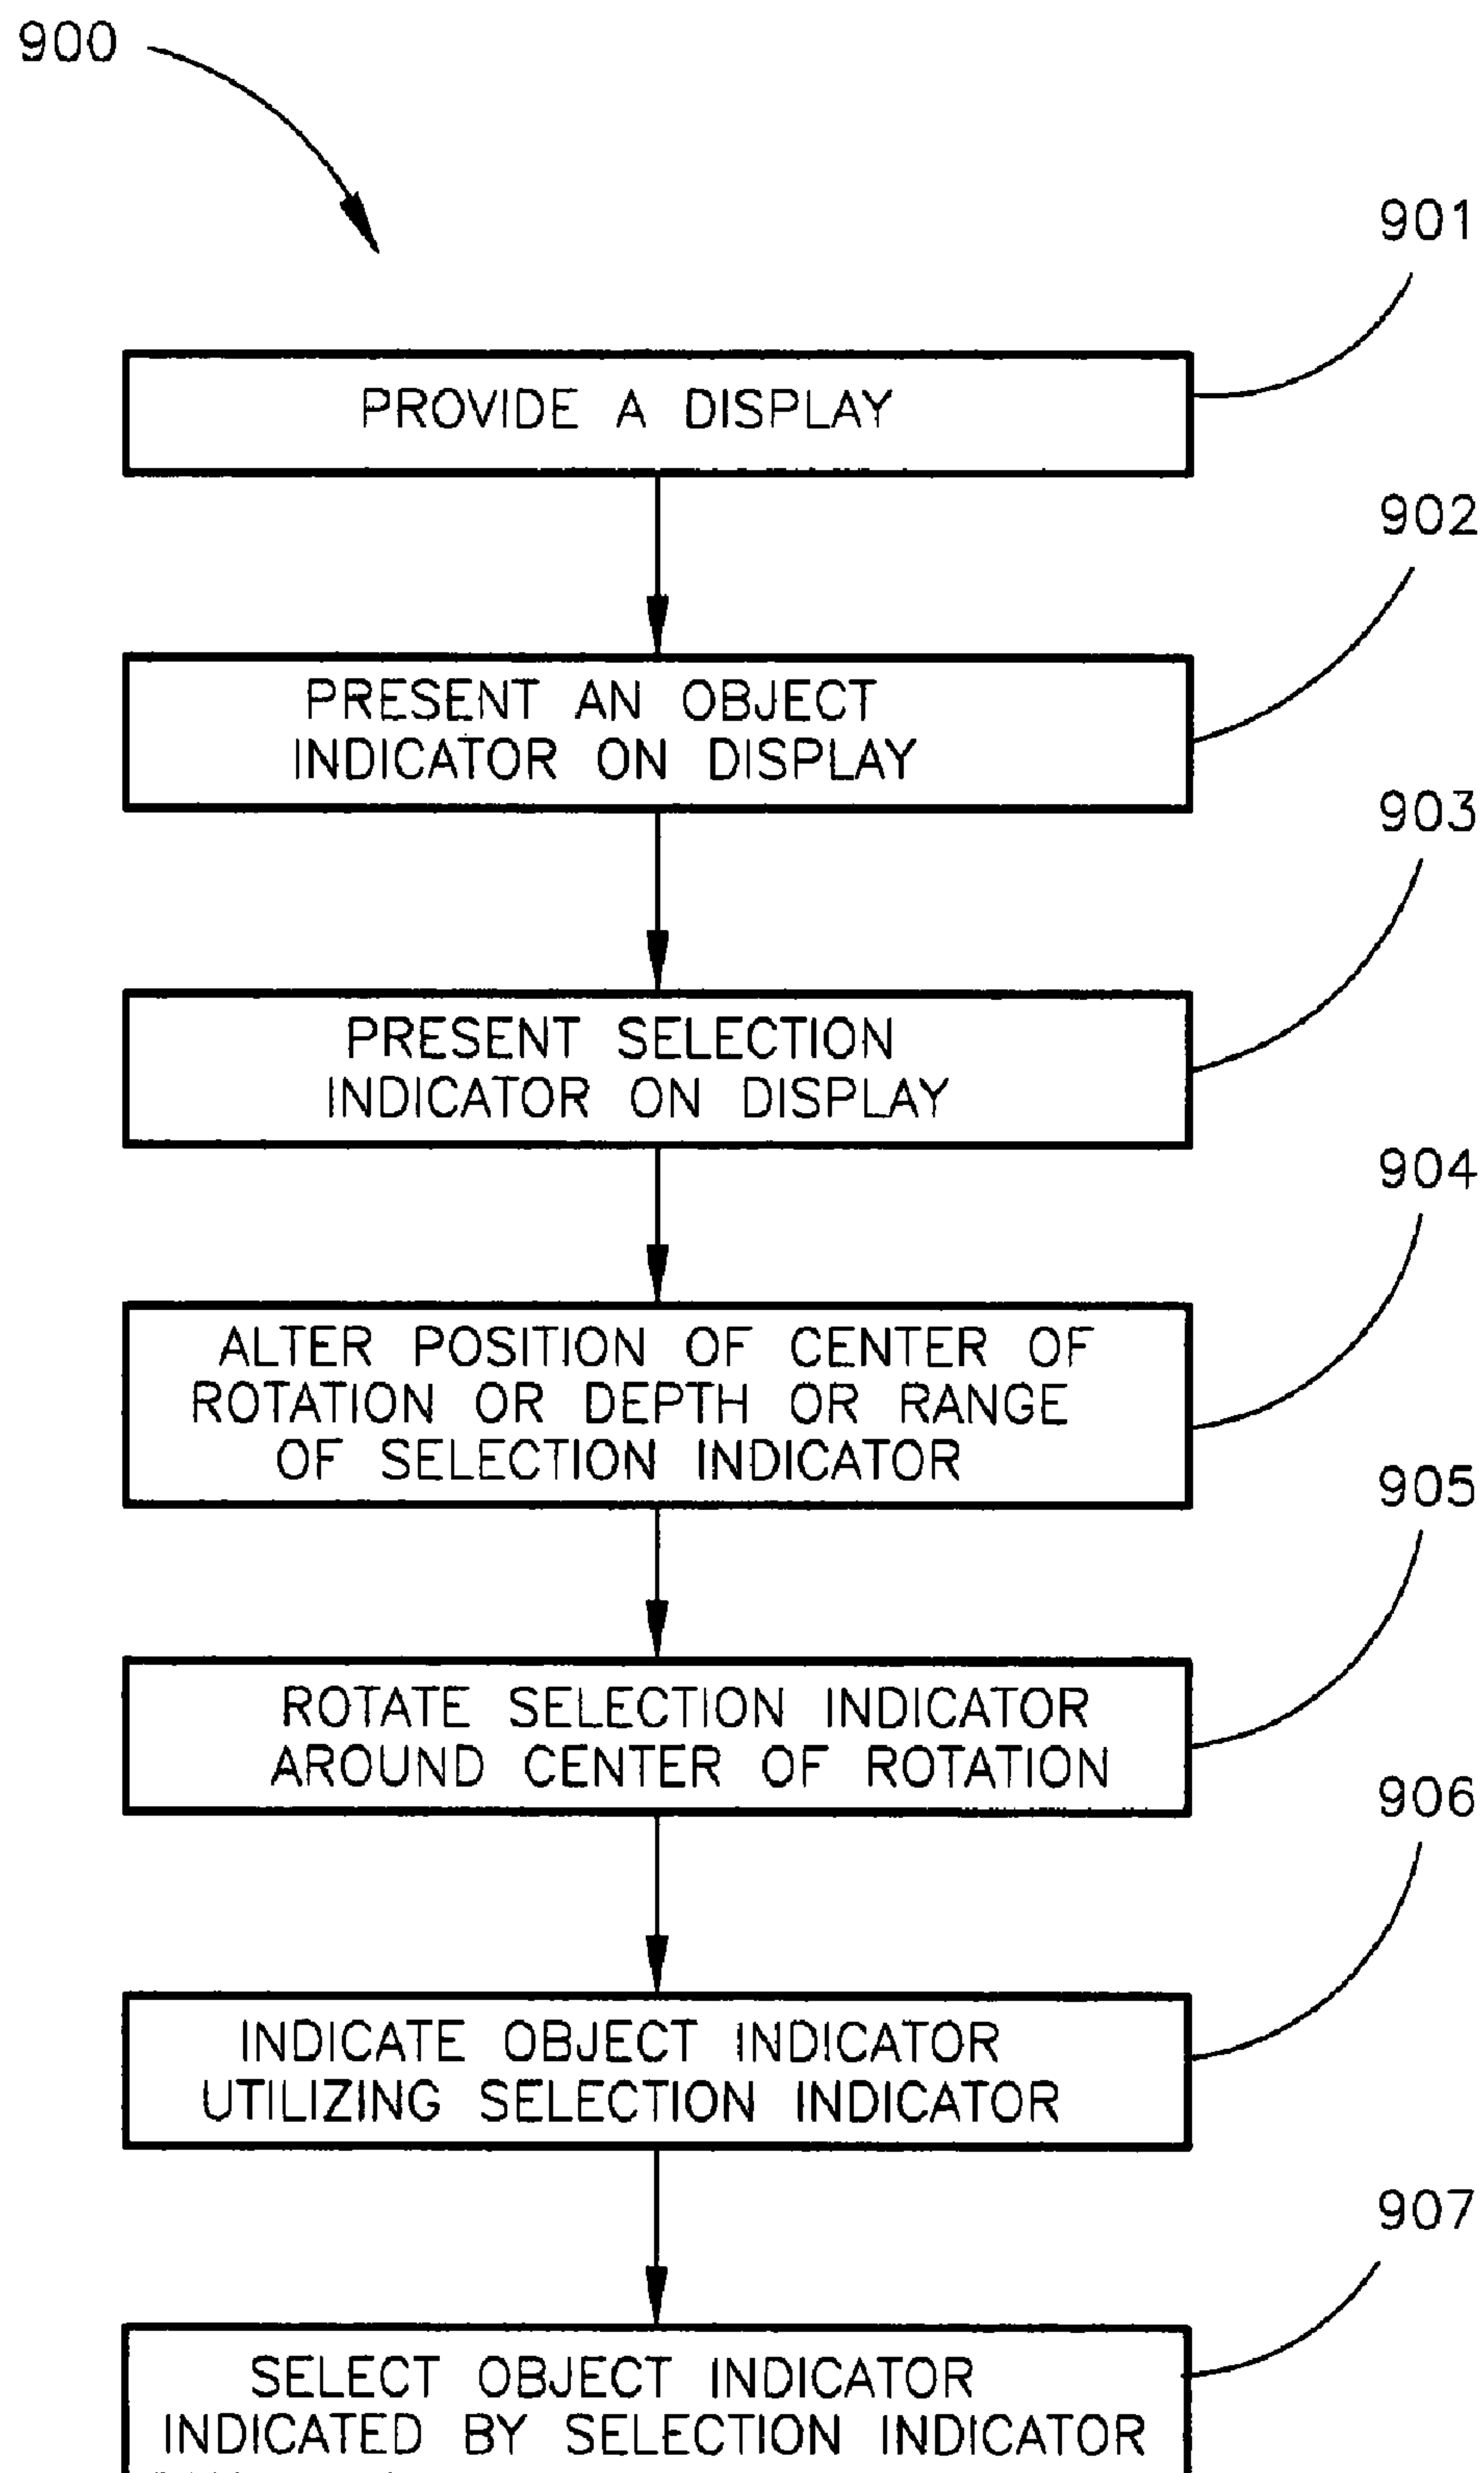 900
901
PROVIDE A DISPLAY
902
PRESENT AN OBJECT
INDICATOR ON DISPLAY
903
PRESENT SELECTION
INDICATOR ON DISPLAY
904
ALTER POSITION OF CENTER OF
ROTATION OR DEPTH OR RANGE
OF SELECTION INDICATOR
905
ROTATE SELECTION INDICATOR
AROUND CENTER OF ROTATION
906
INDICATE OBJECT INDICATOR
UTILIZING SELECTION INDICATOR
907
SELECT OBJECT INDICATOR
INDICATED BY SELECTION INDICATOR